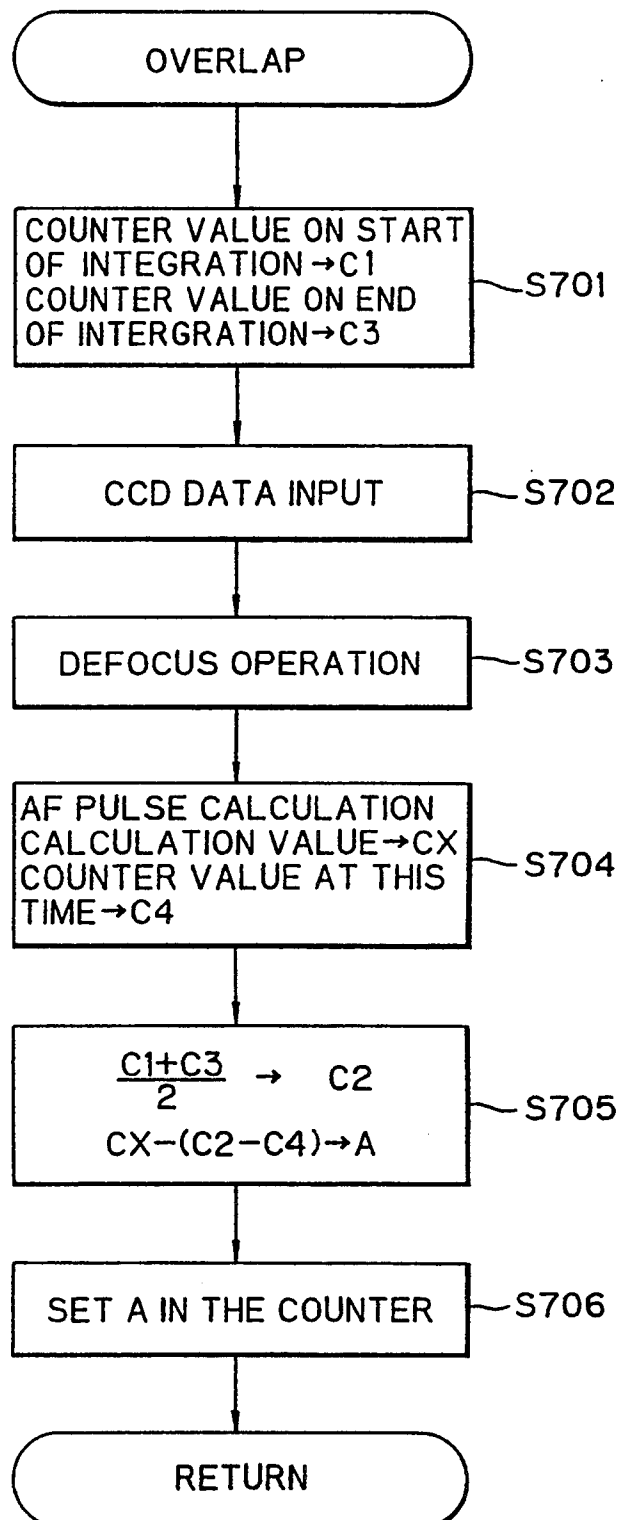 OVERLAP
COUNTER VALUE ON START
OF INTEGRATION→C1
COUNTER VALUE ON END
OF INTERGRATION→C3
S701
CCD DATA INPUT
S702
DEFOCUS OPERATION
S703
AF PULSE CALCULATION
CALCULATION VALUE→CX
COUNTER VALUE AT THIS
TIME→C4
S704
C1+C3
2
→ C2
CX-(C2-C4)→A
S705
SET A IN THE COUNTER
S706
RETURN